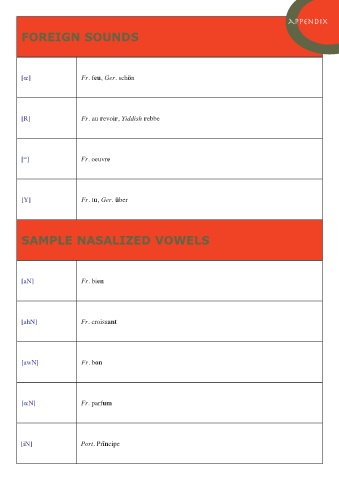 APPENDIX
FOREIGN SOUNDS
[œ] Fr. feu, Ger. schön
[R] Fr. au revoir, Yiddish rebbe
Fr. oeuvre
[Y] Fr. tu, Ger. über
SAMPLE NASALIZED VOWELS
[aN] Fr. bien
[ahN] Fr. croissant
[awN] Fr. bon
[œN] Fr. parfum
[iN] Port. Príncipe